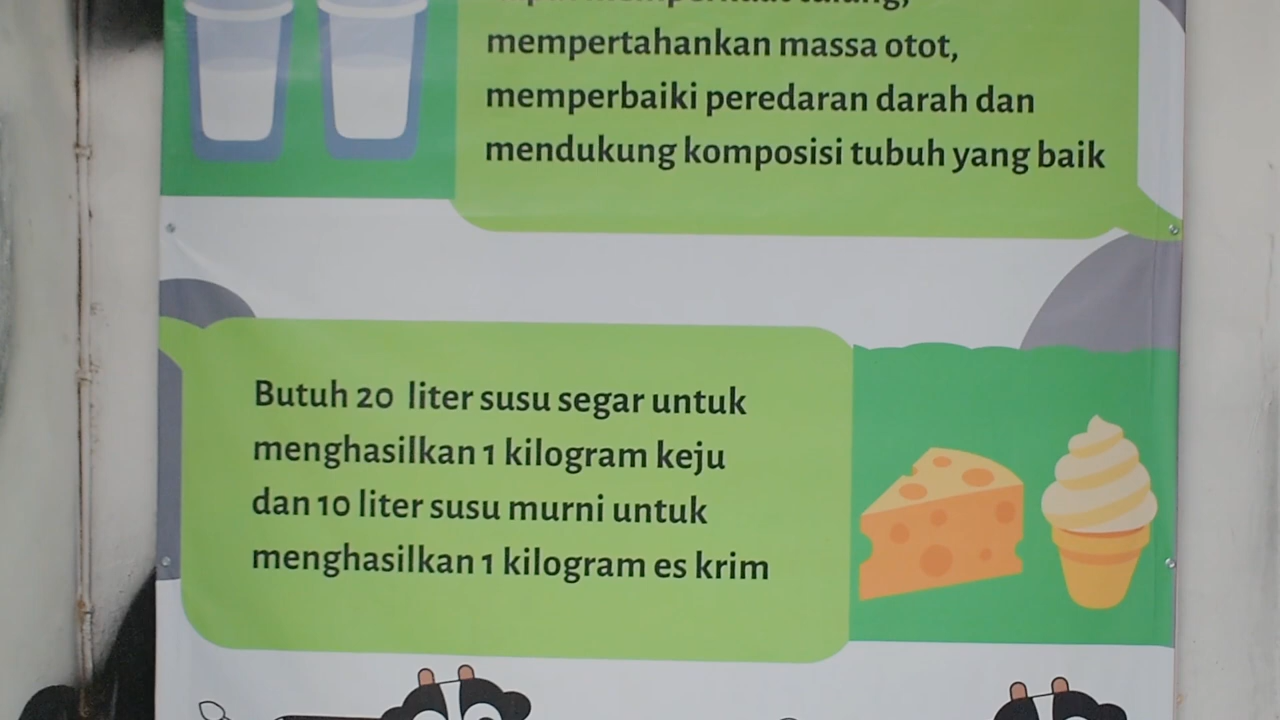 mempertahankan massa otot,
memperbaiki peredaran darah dan
mendukung komposisi tubuh yang baik
Butuh 20 liter susu segar untuk
menghasilkan 1 kilogram keju
dan 10 liter susu murni untuk
menghasilkan 1 kilogram es krim